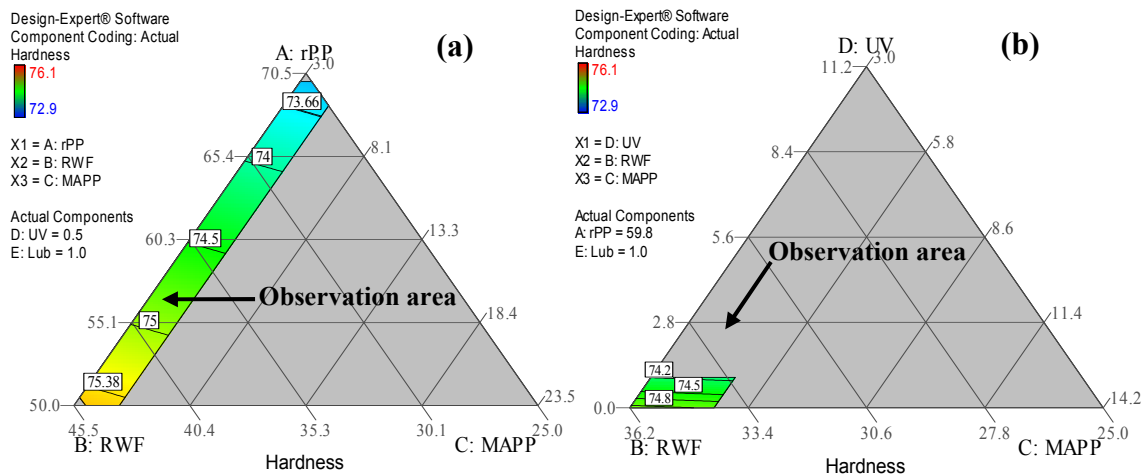 Design-Expert® Software
Component Coding: Actual
Hardness
76.1
72.9
X1 = A: rPP
X2 = B: RWF
X3 = C: MAPP
Actual Components
D: UV = 0.5
E: Lub = 1.0
(a)
A: rPP
70.5
3.0
73.66
65.4
74
8.1
60.3
74.5
13.3
Observation area
55.1
75
18.4
75.38
50.0
23.5
45.5
40.4
35.3
30.1
25.0
B: RWF
C: MAPP
Hardness
Design-Expert® Software
Component Coding: Actual
Hardness
76.1
72.9
X1 = D: UV
X2 = B: RWF
X3 = C: MAPP
Actual Components
A: rPP = 59.8
E: Lub = 1.0
(b)
D: UV
11.2
3.0
8.4
5.8
5.6
8.6
Observation area
2.8
11.4
74.2
74.5
74.8
0.0
14.2
36.2
33.4
30.6
27.8
25.0
B: RWF
C: MAPP
Hardness